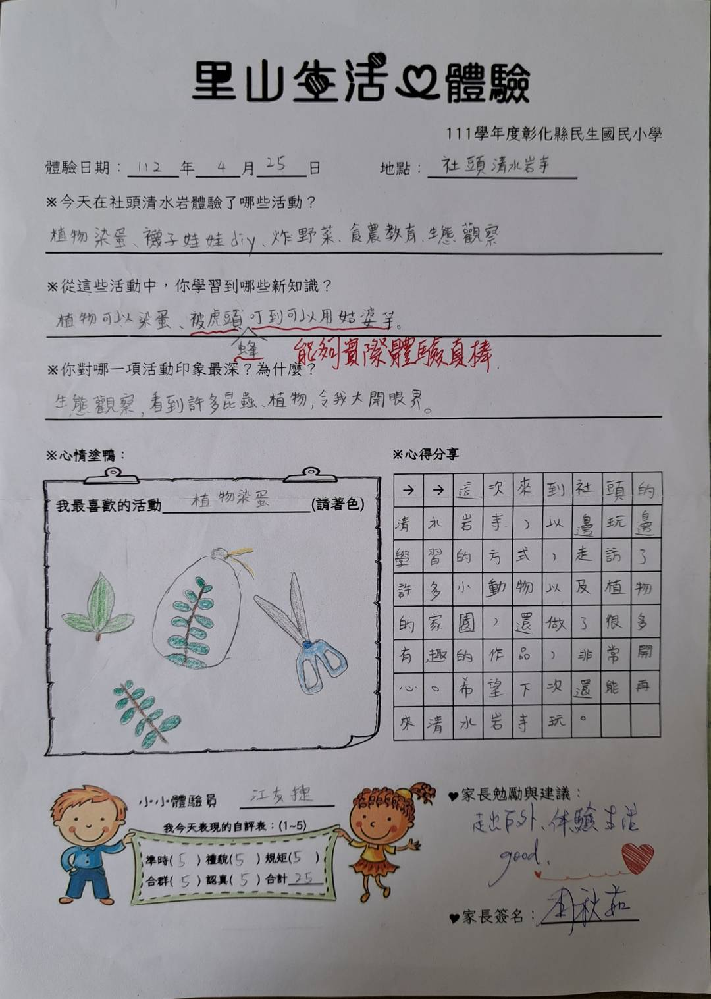 里山生活體驗
111學年度彰化縣民生國民小學
體驗日期：112年4月25日 地點：社頭清水岩寺
※今天在社頭清水岩體驗了哪些活動？
植物染蛋、襪子娃娃diy、炸野菜、食農教育、生態觀察
※從這些活動中，你學習到哪些新知識？
植物可以染蛋、被虎頭蜂叮到可以用姑婆芋。
能夠實際體驗真棒.
※你對哪一項活動印象最深？為什麼？
生態觀察,看到許多昆蟲、植物,令我大開眼界。
※心情塗鴨：
我最喜歡的活動植物染蛋(請著色)
※心得分享
→→這次來到社頭的
清水岩寺，以邊玩邊
學習的方式，走訪了
許多小動物以及植物
的家園，還做了很多
有趣的作品，非常開
心。希望下次還能再
來清水岩寺玩。
小小體驗員 江友捷
我今天表現的自評表：(1~5)
準時(5) 禮貌(5) 規矩(5)
合群(5) 認真(5) 合計25
♥家長勉勵與建議：
走出戶外、体驗生活
good.
♥家長簽名：秋茹